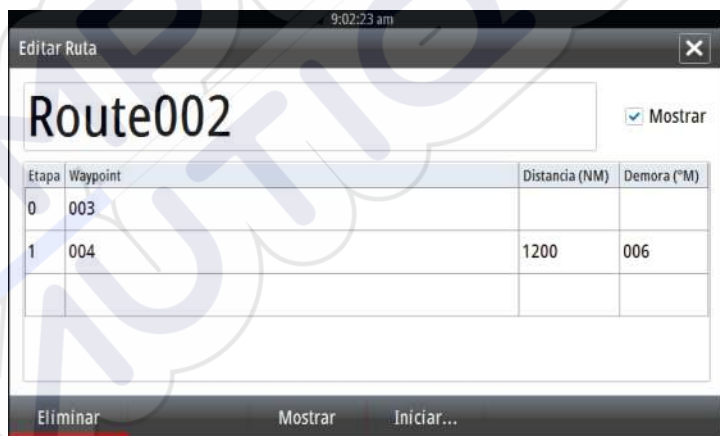 9:02:23 am
Editar Ruta
Route002
Mostrar
Etapa Waypoint Distancia (NM) Demora (°M)
0 003
1 004 1200 006
Eliminar Mostrar Iniciar...